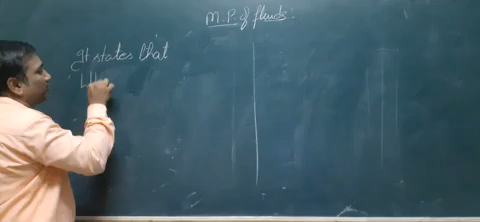 M.P. of fluids:
It states that